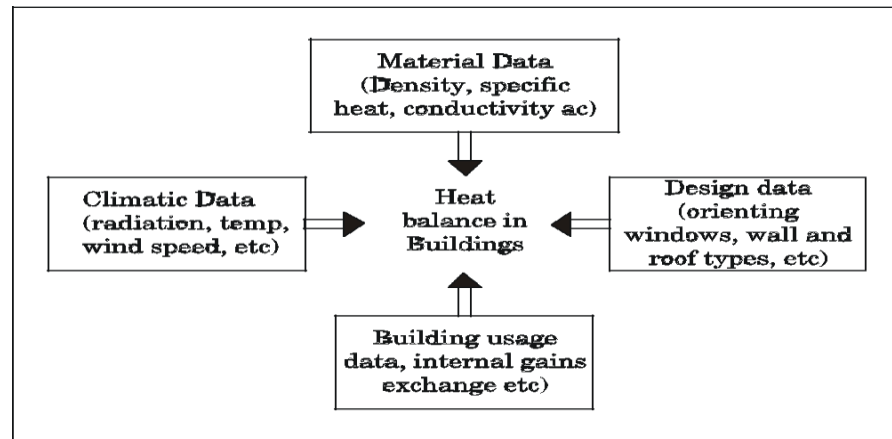 Material Data
(Density, specific
heat, conductivity ac)
Climatic Data
(radiation, temp,
wind speed, etc)
Heat
balance in
Buildings
Design data
(orienting
windows, wall and
roof types, etc)
Building usage
data, internal gains
exchange etc)